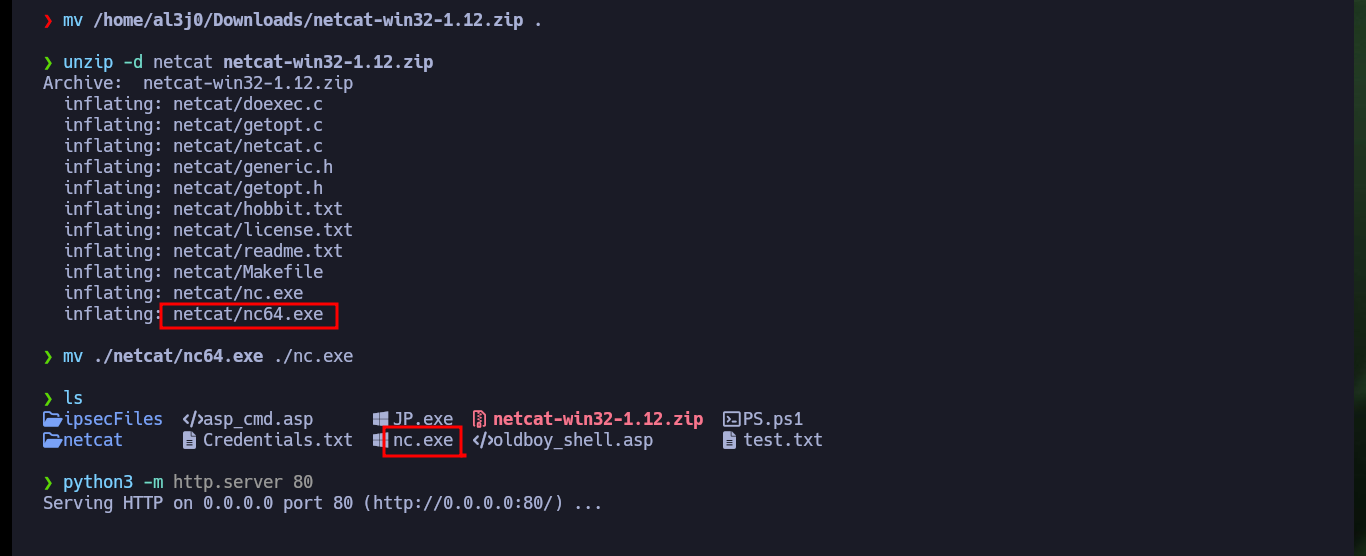 ❯ mv /home/al3j0/Downloads/netcat-win32-1.12.zip .
❯ unzip -d netcat netcat-win32-1.12.zip
Archive:  netcat-win32-1.12.zip
  inflating: netcat/doexec.c
  inflating: netcat/getopt.c
  inflating: netcat/netcat.c
  inflating: netcat/generic.h
  inflating: netcat/getopt.h
  inflating: netcat/hobbit.txt
  inflating: netcat/license.txt
  inflating: netcat/readme.txt
  inflating: netcat/Makefile
  inflating: netcat/nc.exe
  inflating: netcat/nc64.exe
❯ mv ./netcat/nc64.exe ./nc.exe
❯ ls
ipsecFiles  asp_cmd.asp  JP.exe  netcat-win32-1.12.zip  PS.ps1
netcat  Credentials.txt  nc.exe  oldboy_shell.asp  test.txt
❯ python3 -m http.server 80
Serving HTTP on 0.0.0.0 port 80 (http://0.0.0.0:80/) ...